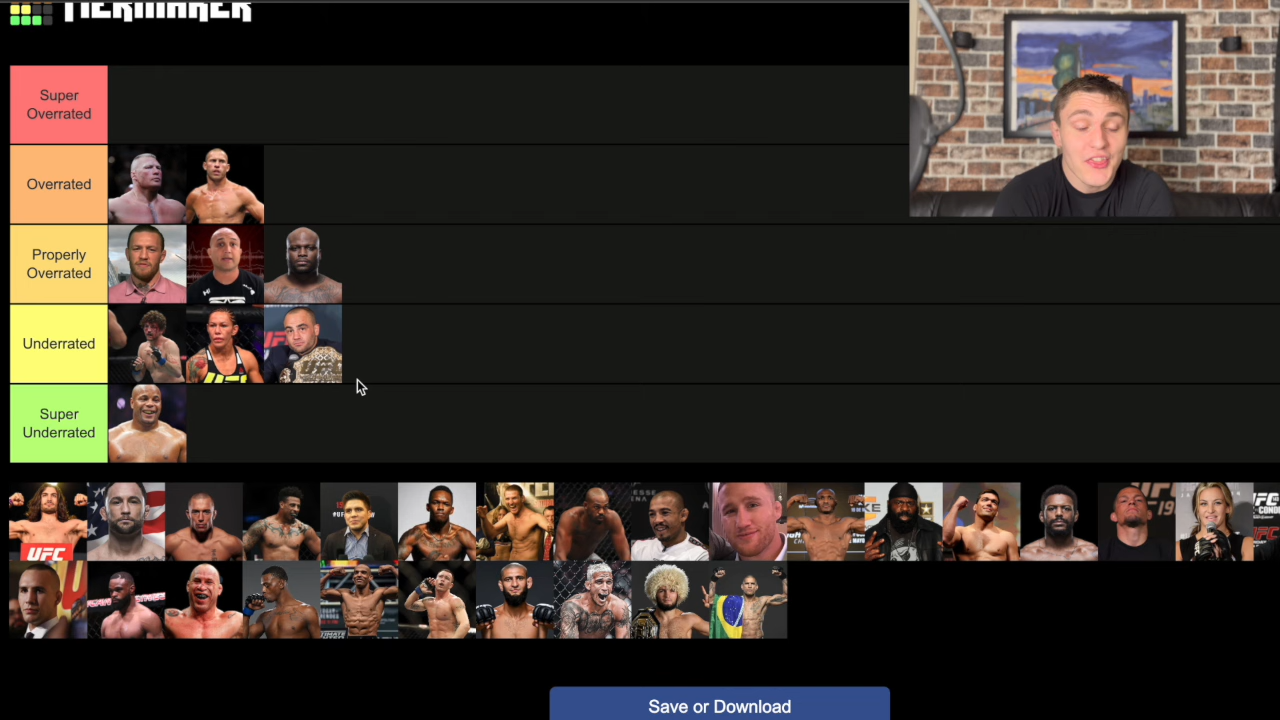 TIERMAKER
Super
Overrated
Overrated
Properly
Overrated
Underrated
Super
Underrated
UFC
Save or Download